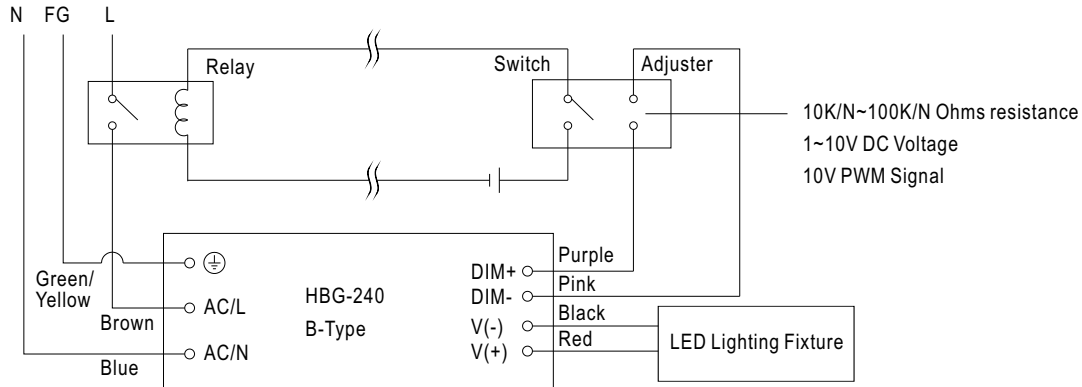 N FG L
Relay
Switch
Adjuster
10K/N~100K/N Ohms resistance
1~10V DC Voltage
10V PWM Signal
Green/
Yellow
Brown
Blue
AC/L
AC/N
HBG-240
B-Type
DIM+
DIM-
V(-)
V(+)
Purple
Pink
Black
Red
LED Lighting Fixture